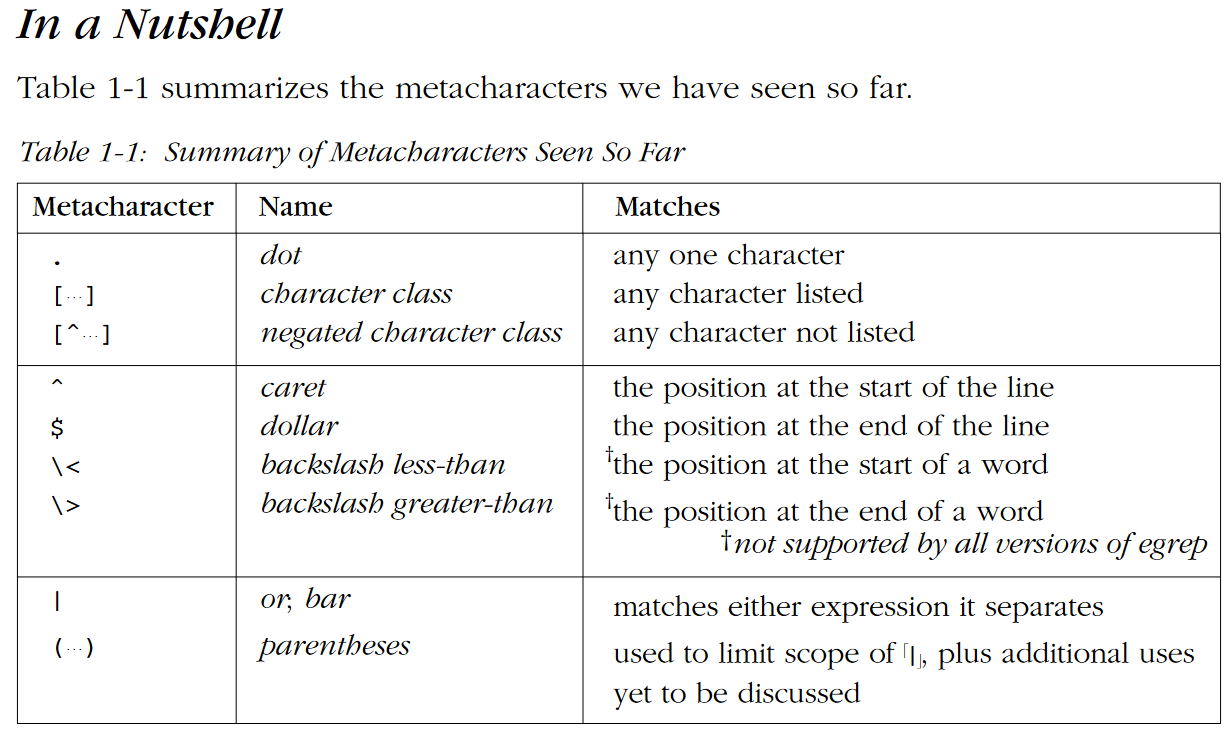 In a Nutshell
Table 1-1 summarizes the metacharacters we have seen so far.
Table 1-1: Summary of Metacharacters Seen So Far
Metacharacter Name Matches
. dot any one character
[···] character class any character listed
[^···] negated character class any character not listed
^ caret the position at the start of the line
$ dollar the position at the end of the line
\< backslash less-than †the position at the start of a word
\> backslash greater-than †the position at the end of a word
†not supported by all versions of egrep
| or; bar matches either expression it separates
(···) parentheses used to limit scope of ⌈|⌋, plus additional uses
yet to be discussed